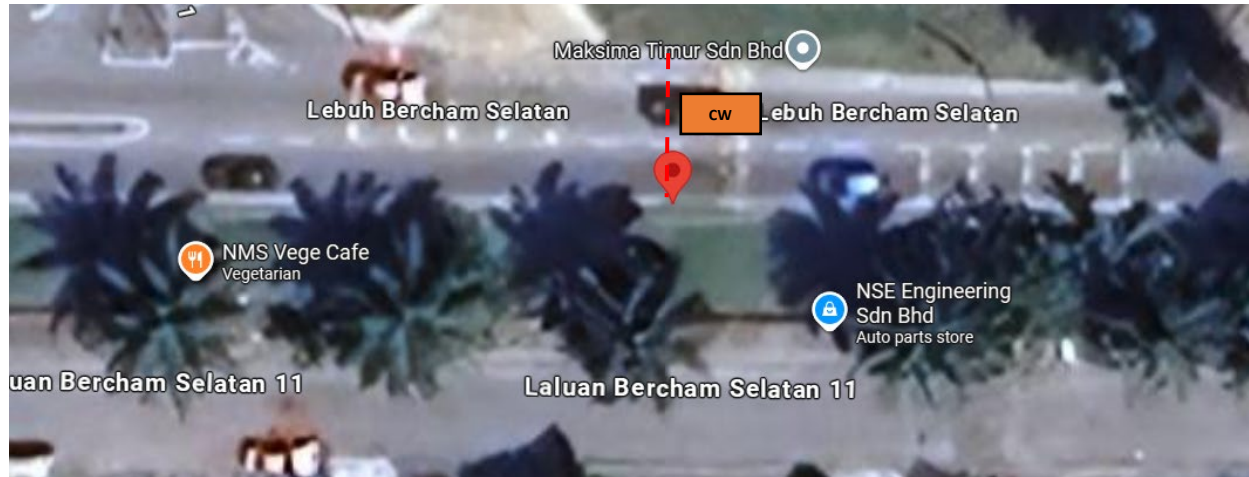 1
Maksima Timur Sdn Bhd
Lebuh Bercham Selatan
CW
Lebuh Bercham Selatan
NMS Vege Cafe
Vegetarian
NSE Engineering
Sdn Bhd
Auto parts store
uan Bercham Selatan 11
Laluan Bercham Selatan 11